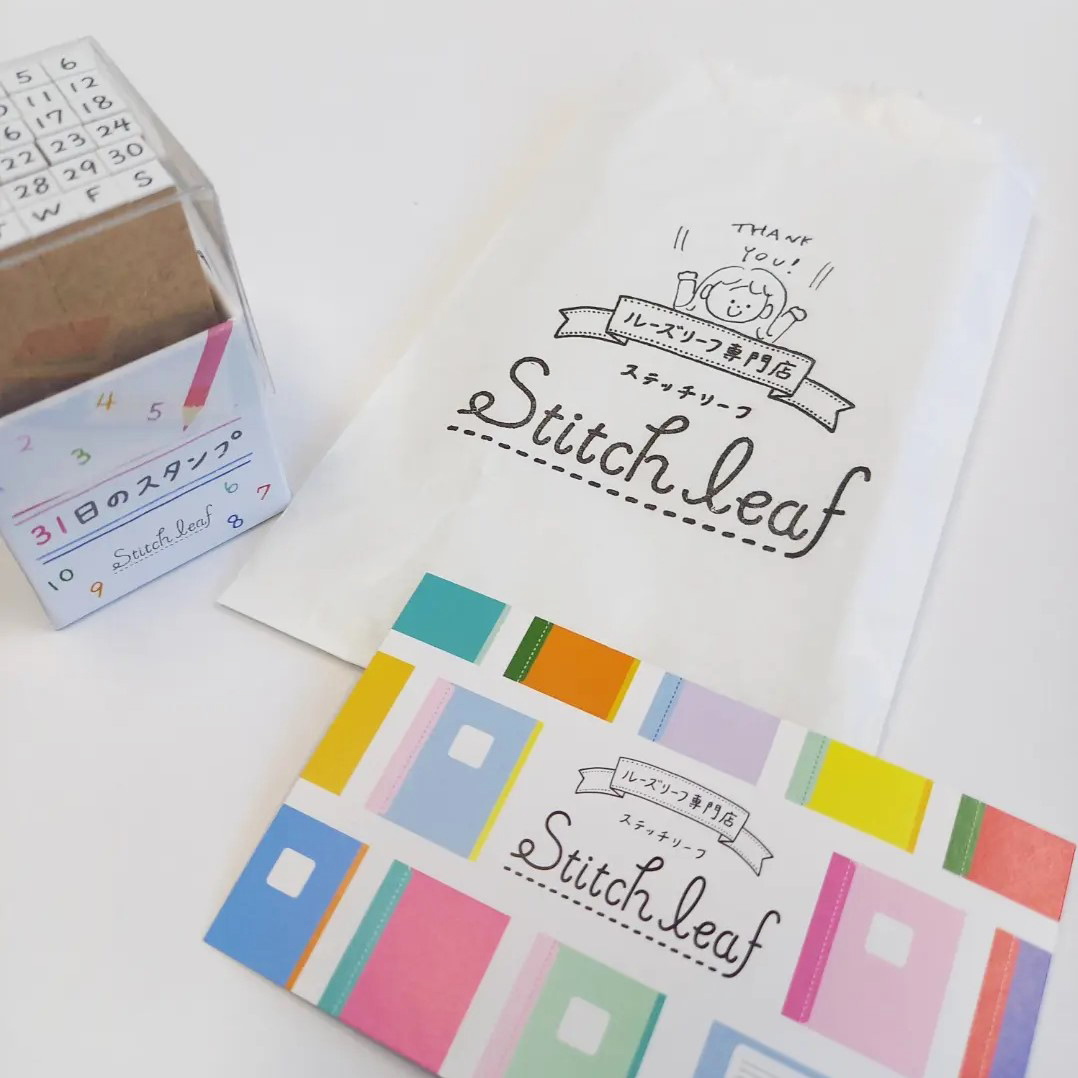 5 6
11 12
6 17 18
22 23 24
28 29 30
W F S
2 3 4 5
31日のスタンプ
6 7
Stitch leaf
8
10 9
THANK
YOU!
ルーズリーフ専門店
ステッチリーフ
Stitch leaf
ルーズリーフ専門店
ステッチリーフ
Stitch leaf